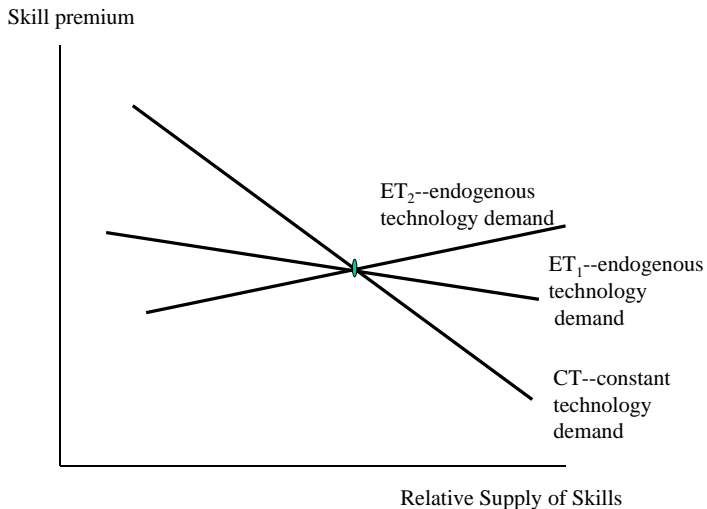 Skill premium
ET₂--endogenous
technology demand
ET₁--endogenous
technology
demand
CT--constant
technology
demand
Relative Supply of Skills